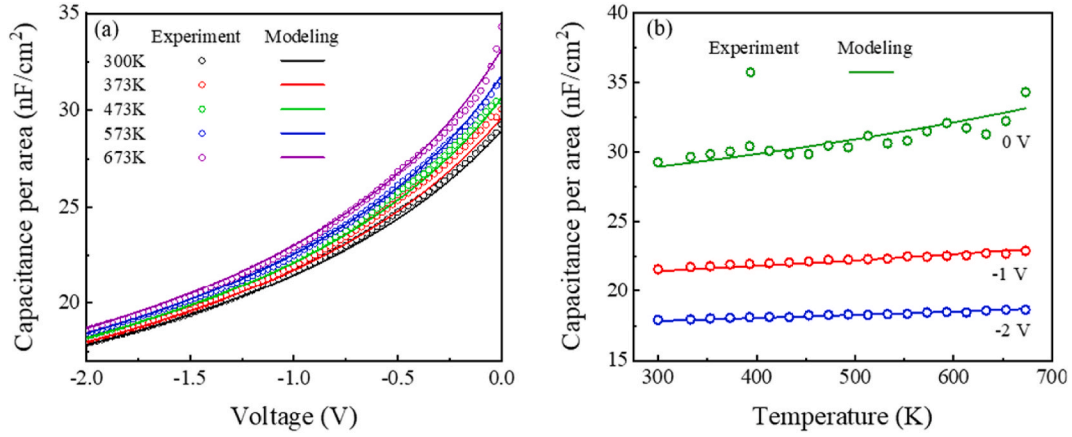 (a)
Experiment Modeling
300K
373K
473K
573K
673K
Capacitance per area (nF/cm²)
35
30
25
20
-2.0 -1.5 -1.0 -0.5 0.0
Voltage (V)
(b)
Experiment Modeling
0 V
-1 V
-2 V
Capacitance per area (nF/cm²)
40
35
30
25
20
15
300 400 500 600 700
Temperature (K)